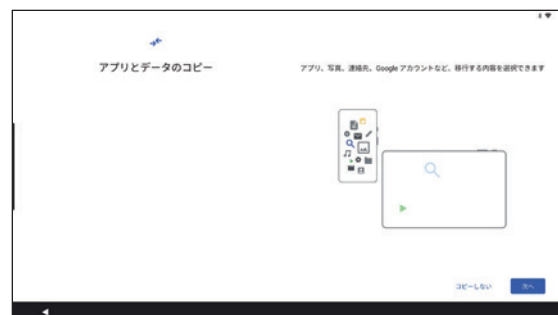 アプリとデータのコピー
アプリ、写真、連絡先、Google アカウントなど、移行する内容を選択できます
コピーしない
次へ